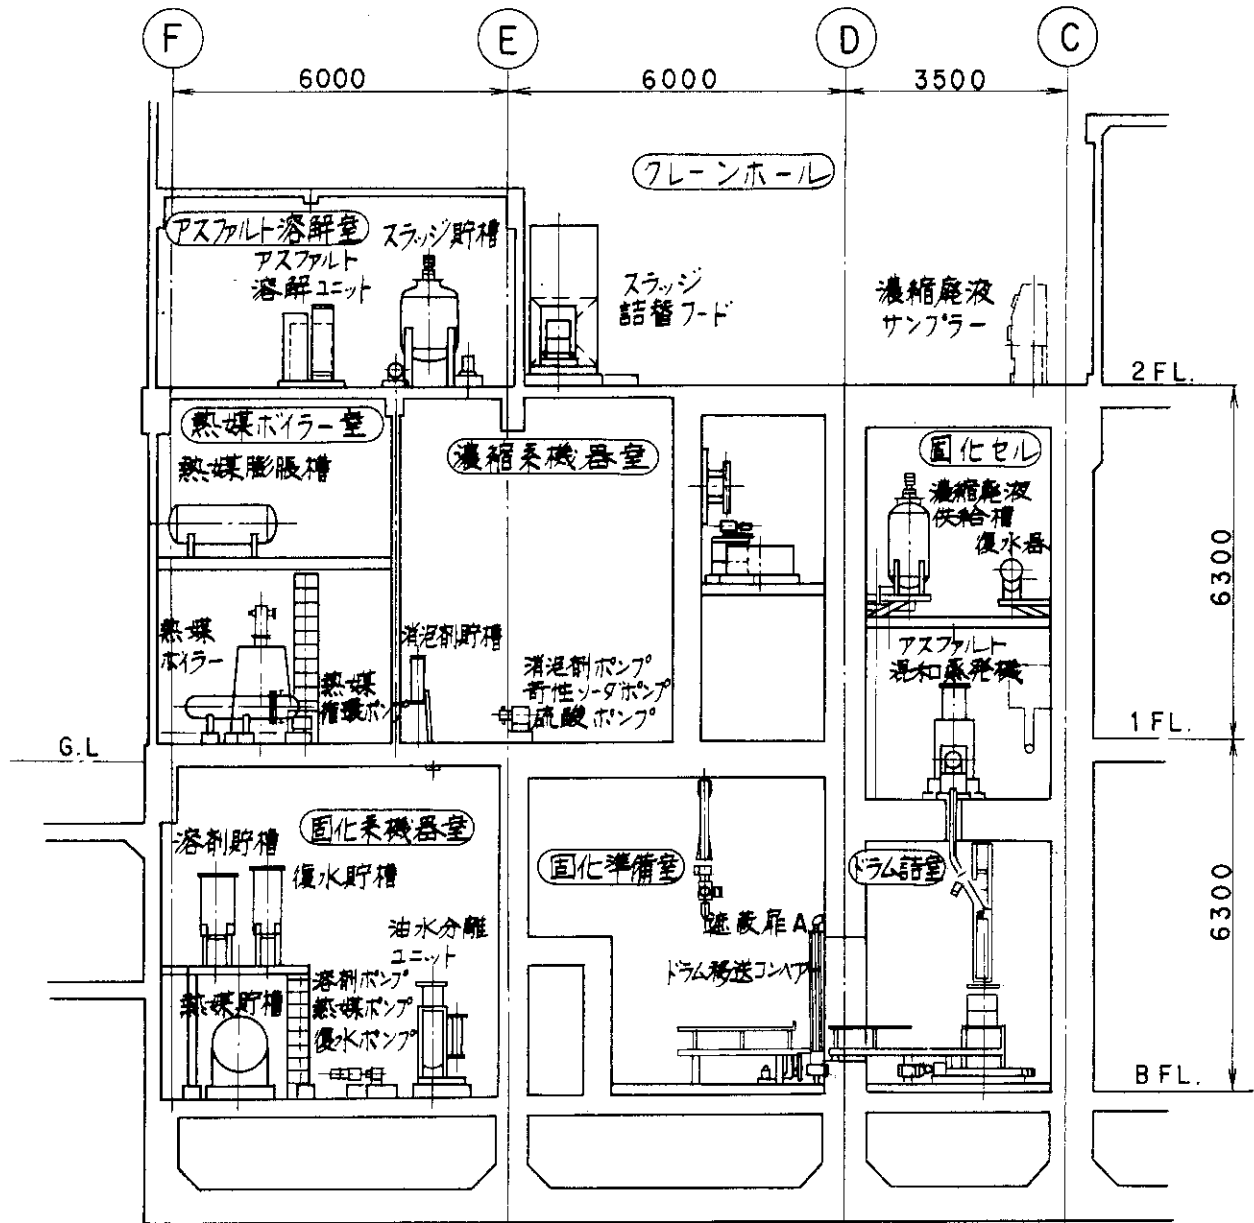 F
E
D
C
6000
6000
3500
クレーンホール
アスファルト溶解室
スラッジ貯槽
アスファルト
溶解ユニット
スラッジ
詰替フード
濃縮廃液
サンプラー
2 FL.
熱媒ボイラー室
熱媒膨脹槽
濃縮系機器室
固化セル
濃縮廃液
供給槽
復水器
6300
熱媒
ボイラー
熱媒
循環ポンプ
消泡剤貯槽
消泡剤ポンプ
苛性ソーダポンプ
硫酸ポンプ
アスファルト
混和蒸発機
1 FL.
G.L
固化系機器室
溶剤貯槽
復水貯槽
油水分離
ユニット
固化準備室
ドラム詰室
遮蔽扉A
ドラム移送コンベアー
6300
熱媒貯槽
溶剤ポンプ
熱媒ポンプ
復水ポンプ
B FL.